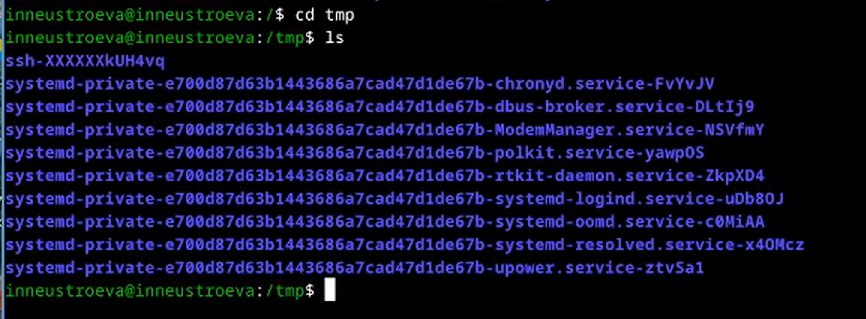 inneustroeva@inneustroeva:/$ cd tmp
inneustroeva@inneustroeva:/tmp$ ls
ssh-XXXXXXkUH4vq
systemd-private-e700d87d63b1443686a7cad47d1de67b-chronyd.service-FvYvJV
systemd-private-e700d87d63b1443686a7cad47d1de67b-dbus-broker.service-DLtIj9
systemd-private-e700d87d63b1443686a7cad47d1de67b-ModemManager.service-NSVfmY
systemd-private-e700d87d63b1443686a7cad47d1de67b-polkit.service-yawpOS
systemd-private-e700d87d63b1443686a7cad47d1de67b-rtkit-daemon.service-ZkpXD4
systemd-private-e700d87d63b1443686a7cad47d1de67b-systemd-logind.service-uDb8OJ
systemd-private-e700d87d63b1443686a7cad47d1de67b-systemd-oomd.service-c0MiAA
systemd-private-e700d87d63b1443686a7cad47d1de67b-systemd-resolved.service-x4OMcz
systemd-private-e700d87d63b1443686a7cad47d1de67b-upower.service-ztvSa1
inneustroeva@inneustroeva:/tmp$